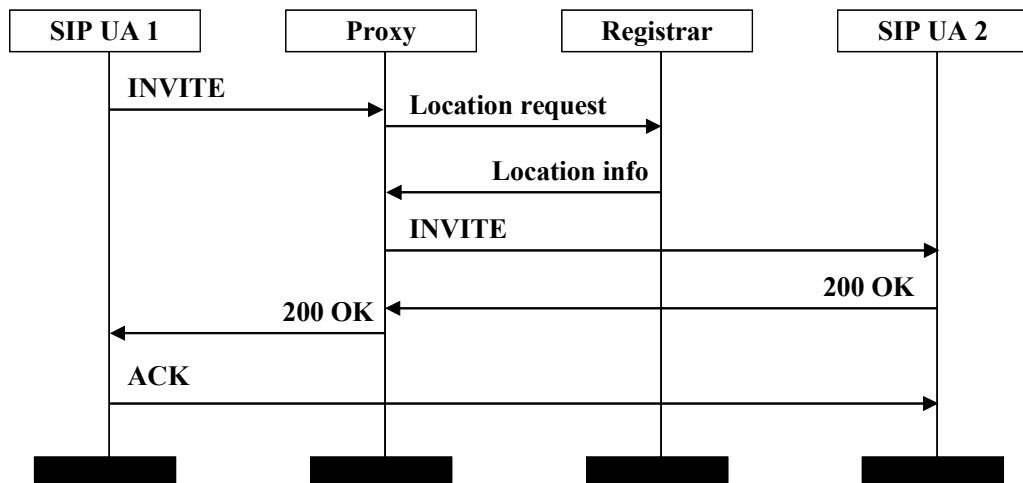 SIP UA 1
Proxy
Registrar
SIP UA 2
INVITE
Location request
Location info
INVITE
200 OK
200 OK
ACK